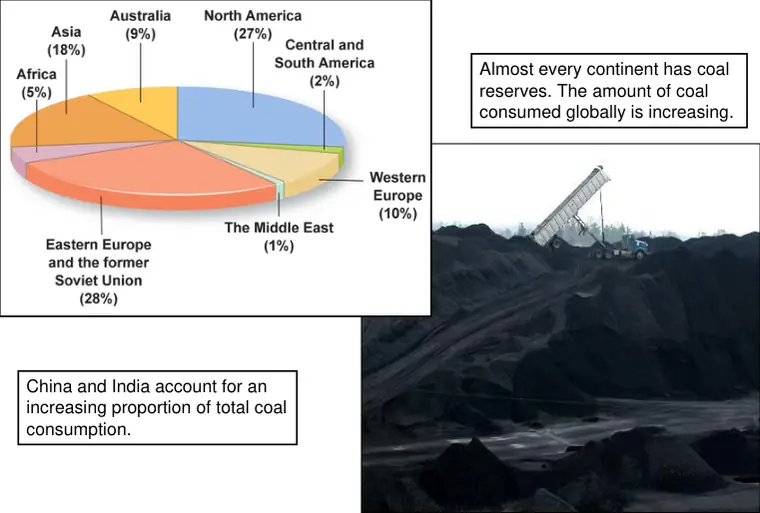 Australia
(9%)
North America
(27%)
Asia
(18%)
Central and
South America
(2%)
Africa
(5%)
Western
Europe
(10%)
The Middle East
(1%)
Eastern Europe
and the former
Soviet Union
(28%)
Almost every continent has coal
reserves. The amount of coal
consumed globally is increasing.
China and India account for an
increasing proportion of total coal
consumption.